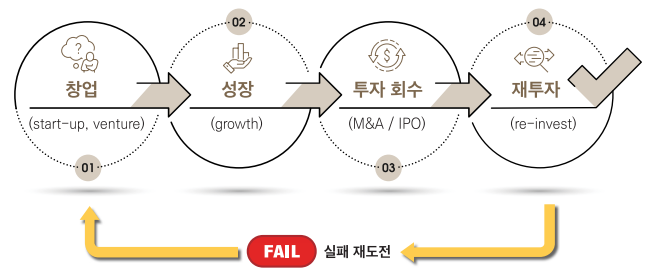 02
04
?
$
창업
성장
투자 회수
재투자
(start-up, venture)
(growth)
(M&A / IPO)
(re-invest)
01
03
FAIL 실패 재도전